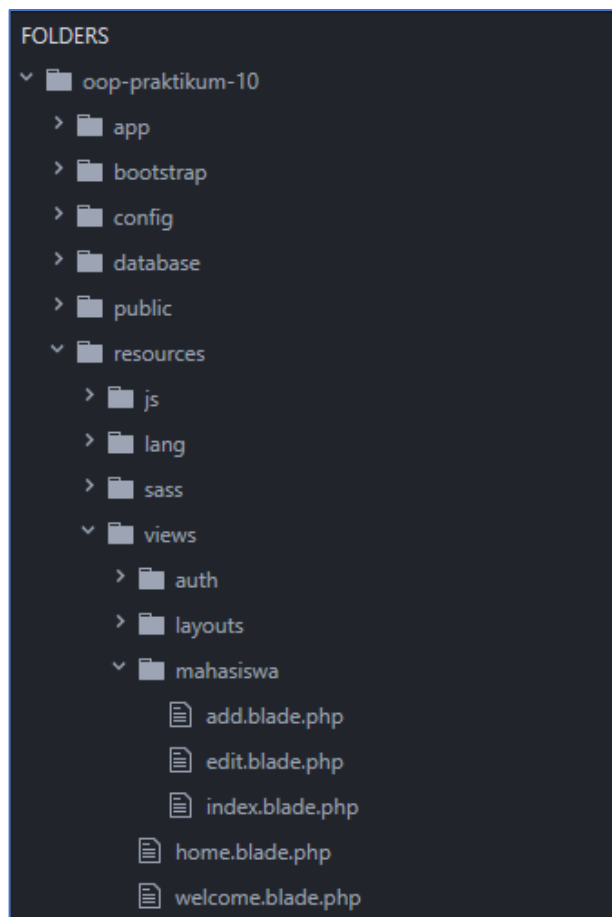 FOLDERS
oop-praktikum-10
app
bootstrap
config
database
public
resources
js
lang
sass
views
auth
layouts
mahasiswa
add.blade.php
edit.blade.php
index.blade.php
home.blade.php
welcome.blade.php